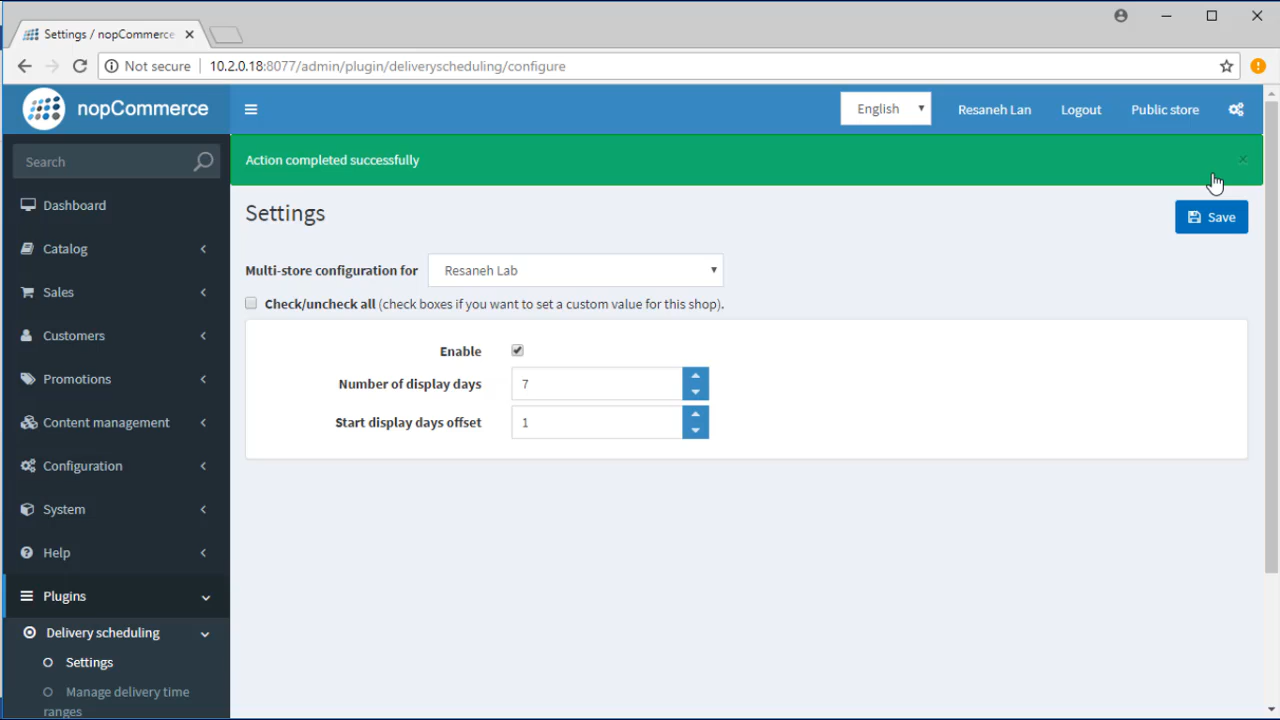 Settings / nopCommerce
Not secure
10.2.0.18:8077/admin/plugin/deliveryscheduling/configure
nopCommerce
English
Resaneh Lan
Logout
Public store
Search
Action completed successfully
Dashboard
Catalog
Sales
Customers
Promotions
Content management
Configuration
System
Help
Plugins
Delivery scheduling
Settings
Manage delivery time
ranges
Settings
Save
Multi-store configuration for
Resaneh Lab
Check/uncheck all (check boxes if you want to set a custom value for this shop).
Enable
Number of display days
7
Start display days offset
1